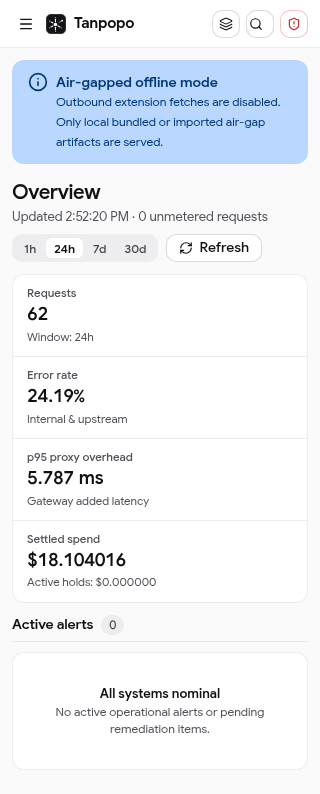 Tanpopo
Air-gapped offline mode
Outbound extension fetches are disabled.
Only local bundled or imported air-gap
artifacts are served.
Overview
Updated 2:52:20 PM · 0 unmetered requests
1h 24h 7d 30d Refresh
Requests
62
Window: 24h
Error rate
24.19%
Internal & upstream
p95 proxy overhead
5.787 ms
Gateway added latency
Settled spend
$18.104016
Active holds: $0.000000
Active alerts 0
All systems nominal
No active operational alerts or pending
remediation items.